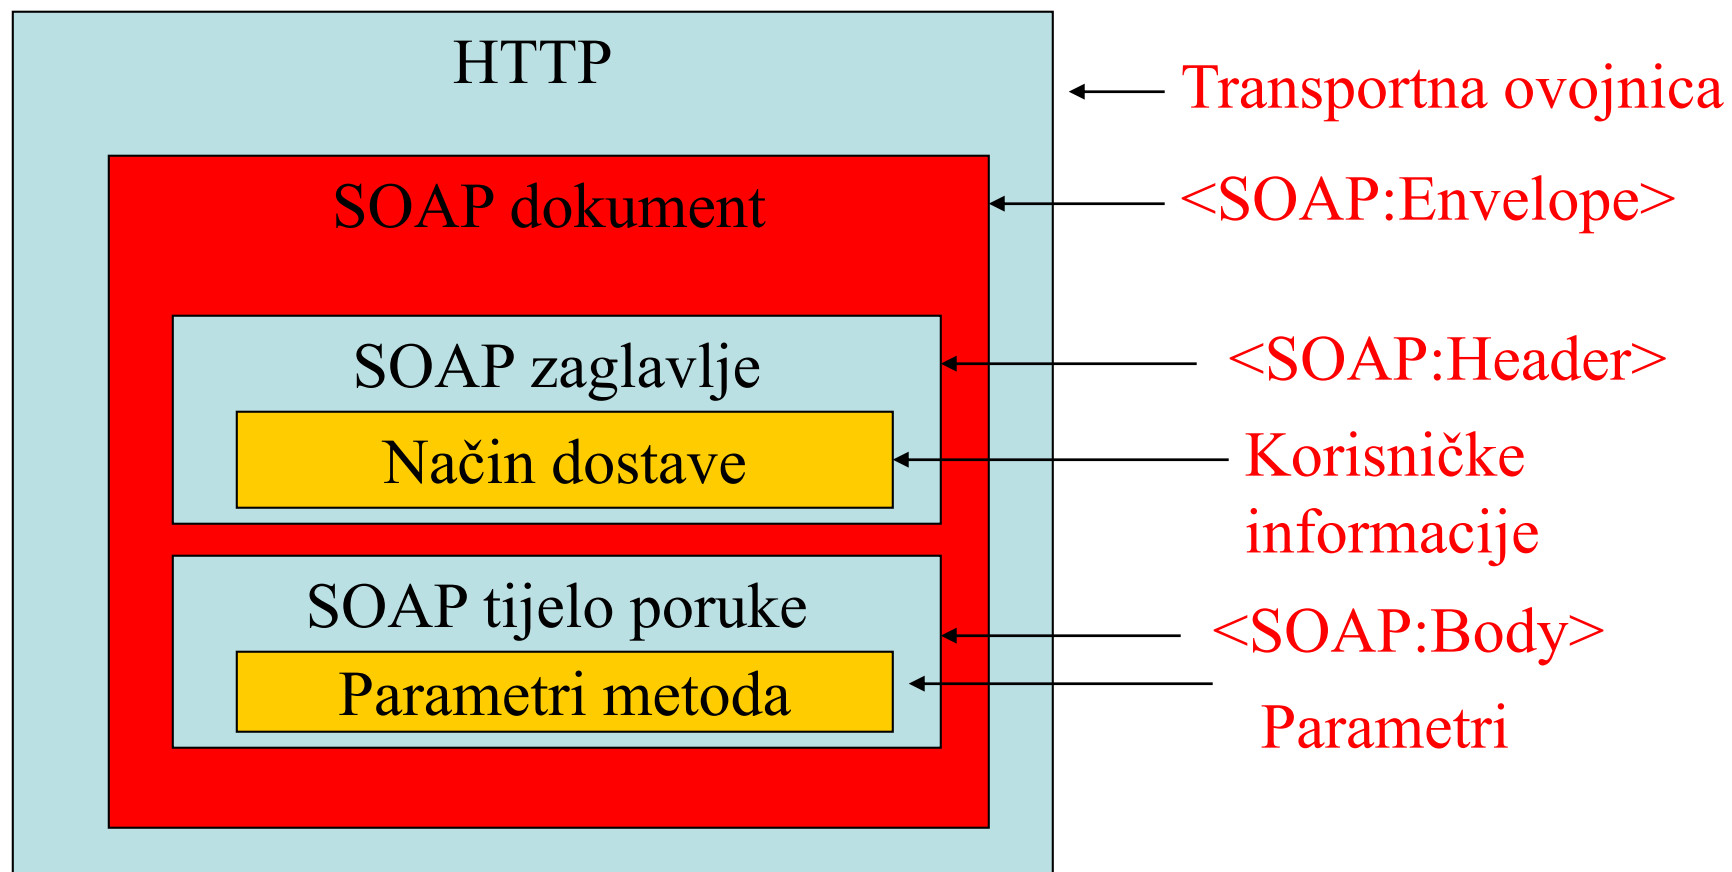 HTTP
Transportna ovojnica
SOAP dokument
<SOAP:Envelope>
SOAP zaglavlje
<SOAP:Header>
Način dostave
Korisničke
informacije
SOAP tijelo poruke
<SOAP:Body>
Parametri metoda
Parametri